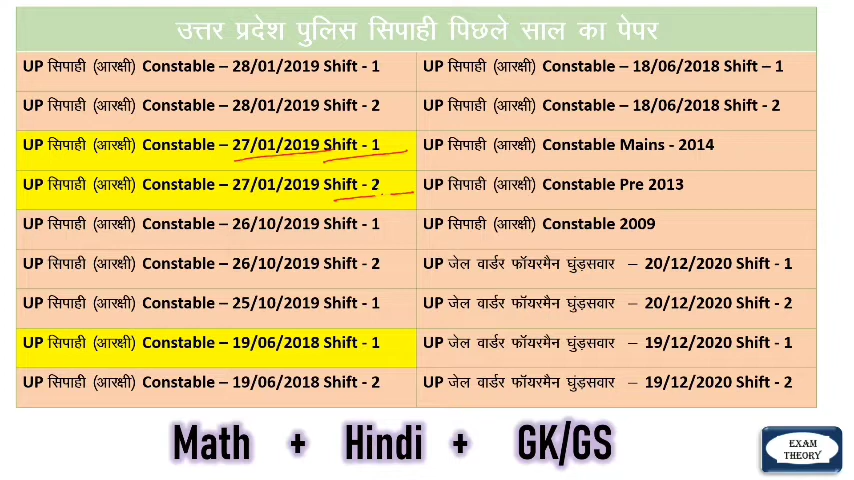 उत्तर प्रदेश पुलिस सिपाही पिछले साल का पेपर
UP सिपाही (आरक्षी) Constable – 28/01/2019 Shift - 1
UP सिपाही (आरक्षी) Constable – 18/06/2018 Shift – 1
UP सिपाही (आरक्षी) Constable – 28/01/2019 Shift - 2
UP सिपाही (आरक्षी) Constable – 18/06/2018 Shift - 2
UP सिपाही (आरक्षी) Constable – 27/01/2019 Shift - 1
UP सिपाही (आरक्षी) Constable Mains - 2014
UP सिपाही (आरक्षी) Constable – 27/01/2019 Shift - 2
UP सिपाही (आरक्षी) Constable Pre 2013
UP सिपाही (आरक्षी) Constable – 26/10/2019 Shift - 1
UP सिपाही (आरक्षी) Constable 2009
UP सिपाही (आरक्षी) Constable – 26/10/2019 Shift - 2
UP जेल वार्डर फॉयरमैन घुंड़सवार – 20/12/2020 Shift - 1
UP सिपाही (आरक्षी) Constable – 25/10/2019 Shift - 1
UP जेल वार्डर फॉयरमैन घुंड़सवार – 20/12/2020 Shift - 2
UP सिपाही (आरक्षी) Constable – 19/06/2018 Shift - 1
UP जेल वार्डर फॉयरमैन घुंड़सवार – 19/12/2020 Shift - 1
UP सिपाही (आरक्षी) Constable – 19/06/2018 Shift - 2
UP जेल वार्डर फॉयरमैन घुंड़सवार – 19/12/2020 Shift - 2
Math + Hindi + GK/GS
EXAM
THEORY